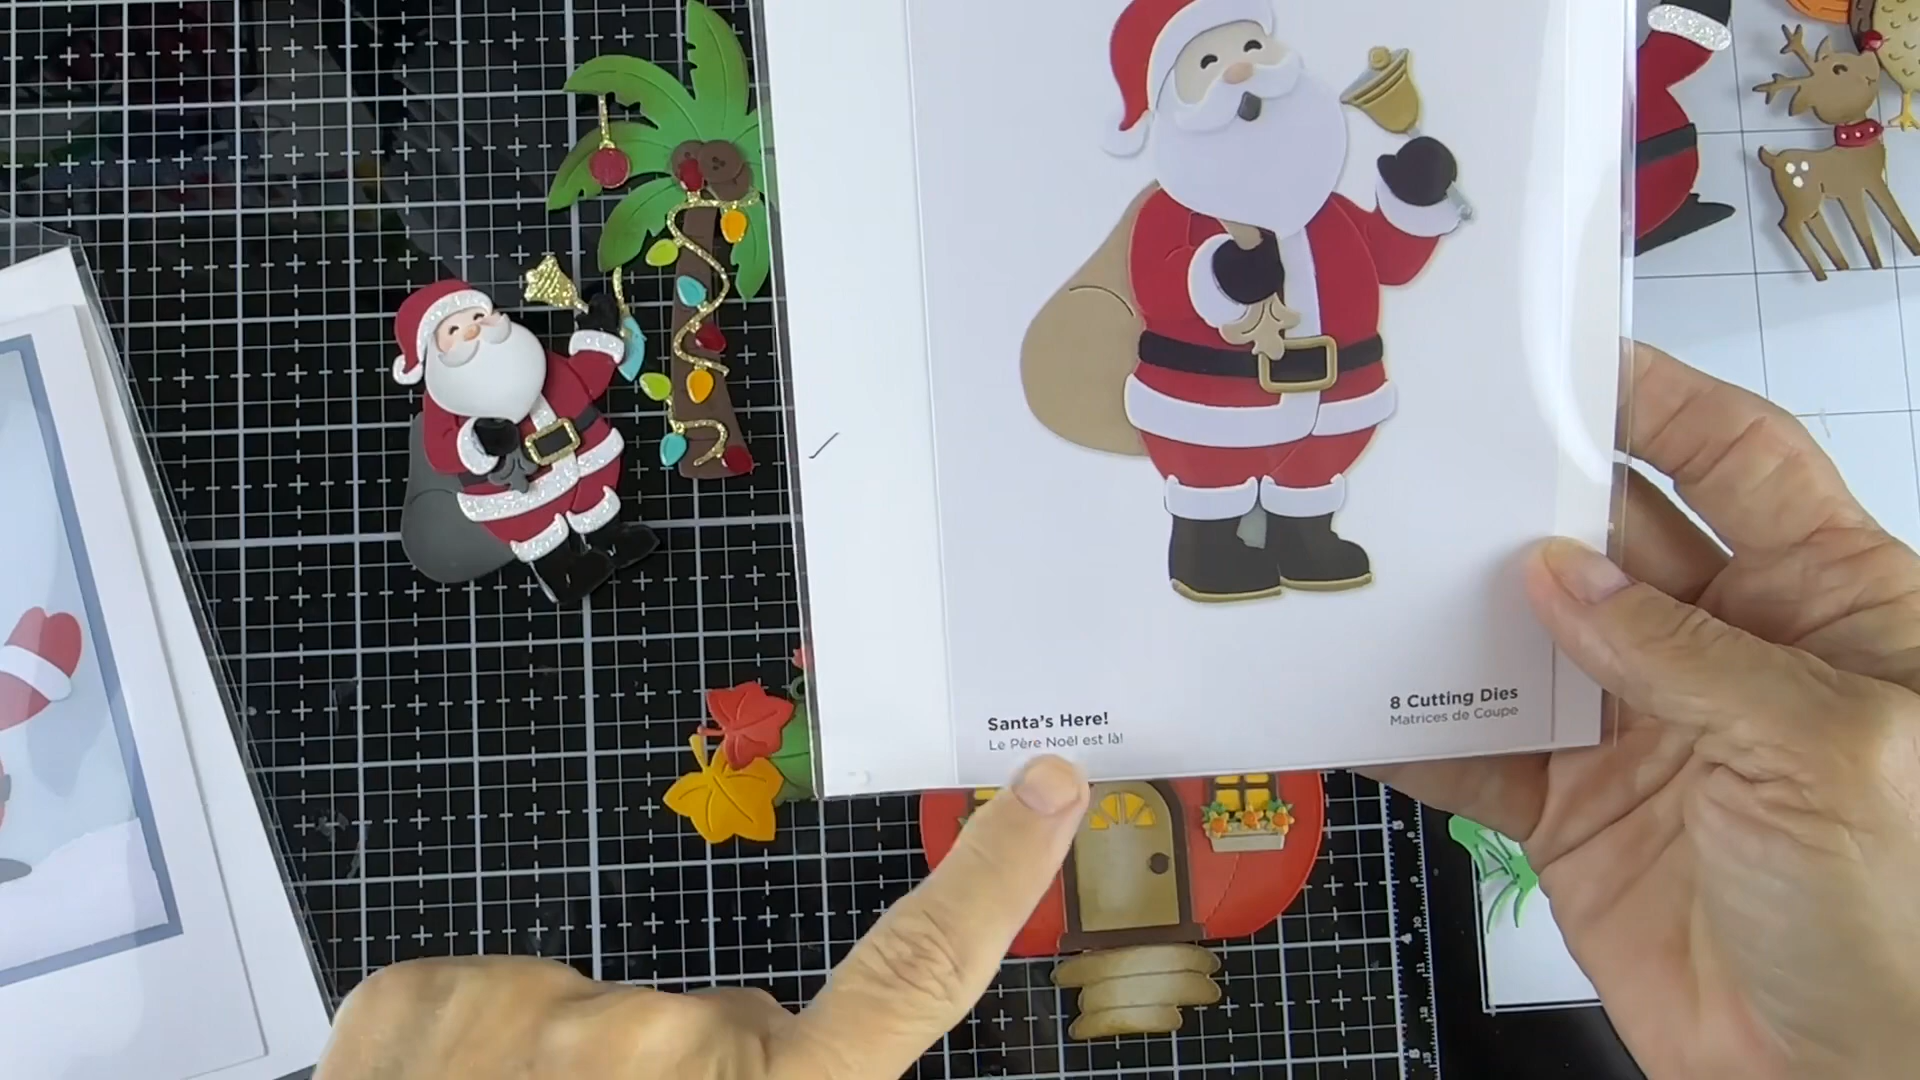 Santa's Here!
Le Père Noël est là!
8 Cutting Dies
Matrices de Coupe